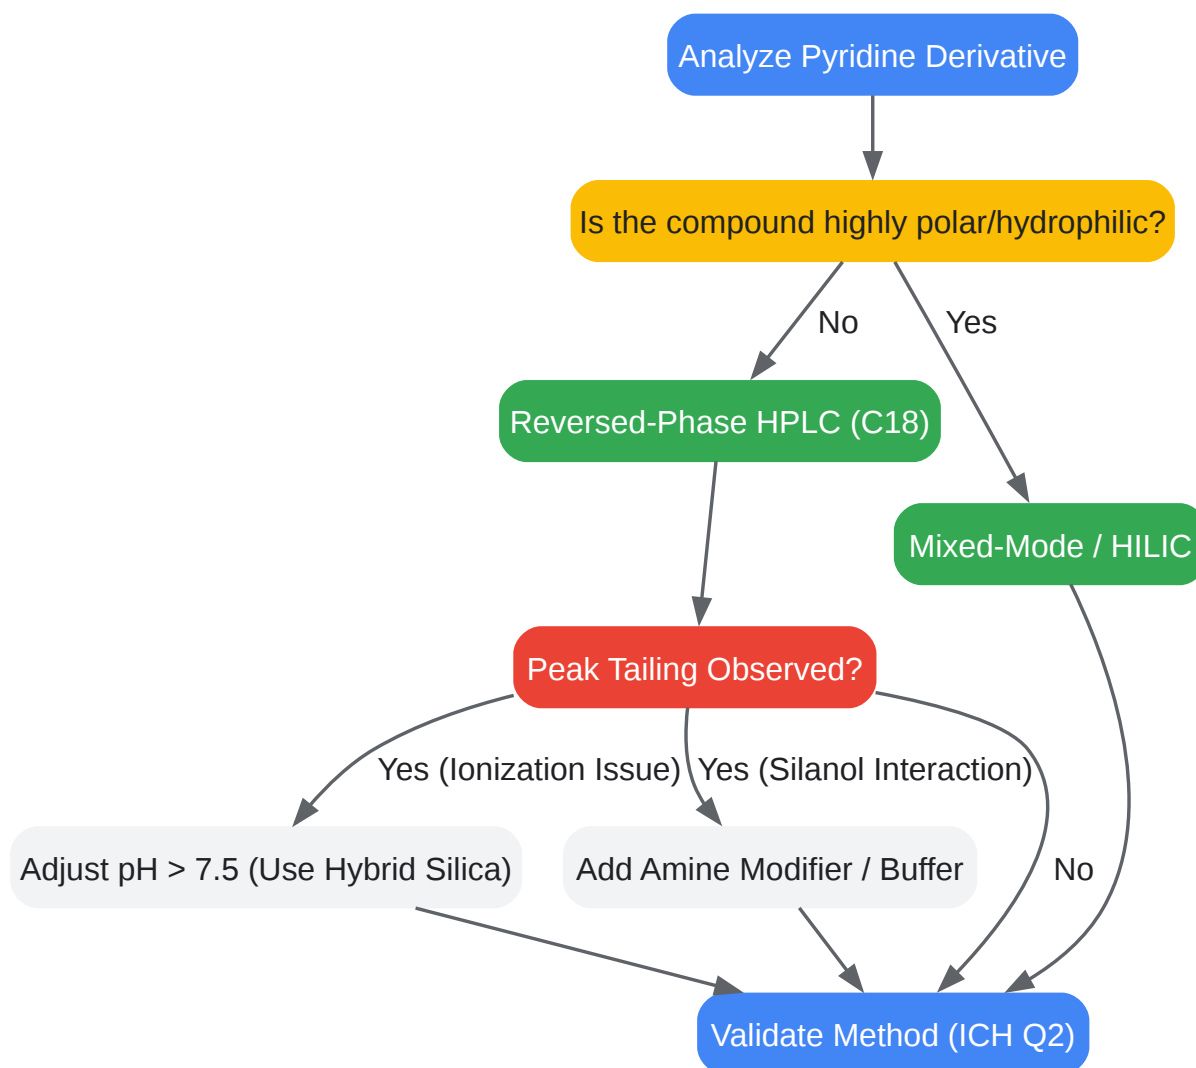 Analyze Pyridine Derivative
Is the compound highly polar/hydrophilic?
No
Yes
Reversed-Phase HPLC (C18)
Mixed-Mode / HILIC
Peak Tailing Observed?
Yes (Ionization Issue)
Yes (Silanol Interaction)
Adjust pH > 7.5 (Use Hybrid Silica)
Add Amine Modifier / Buffer
No
Validate Method (ICH Q2)